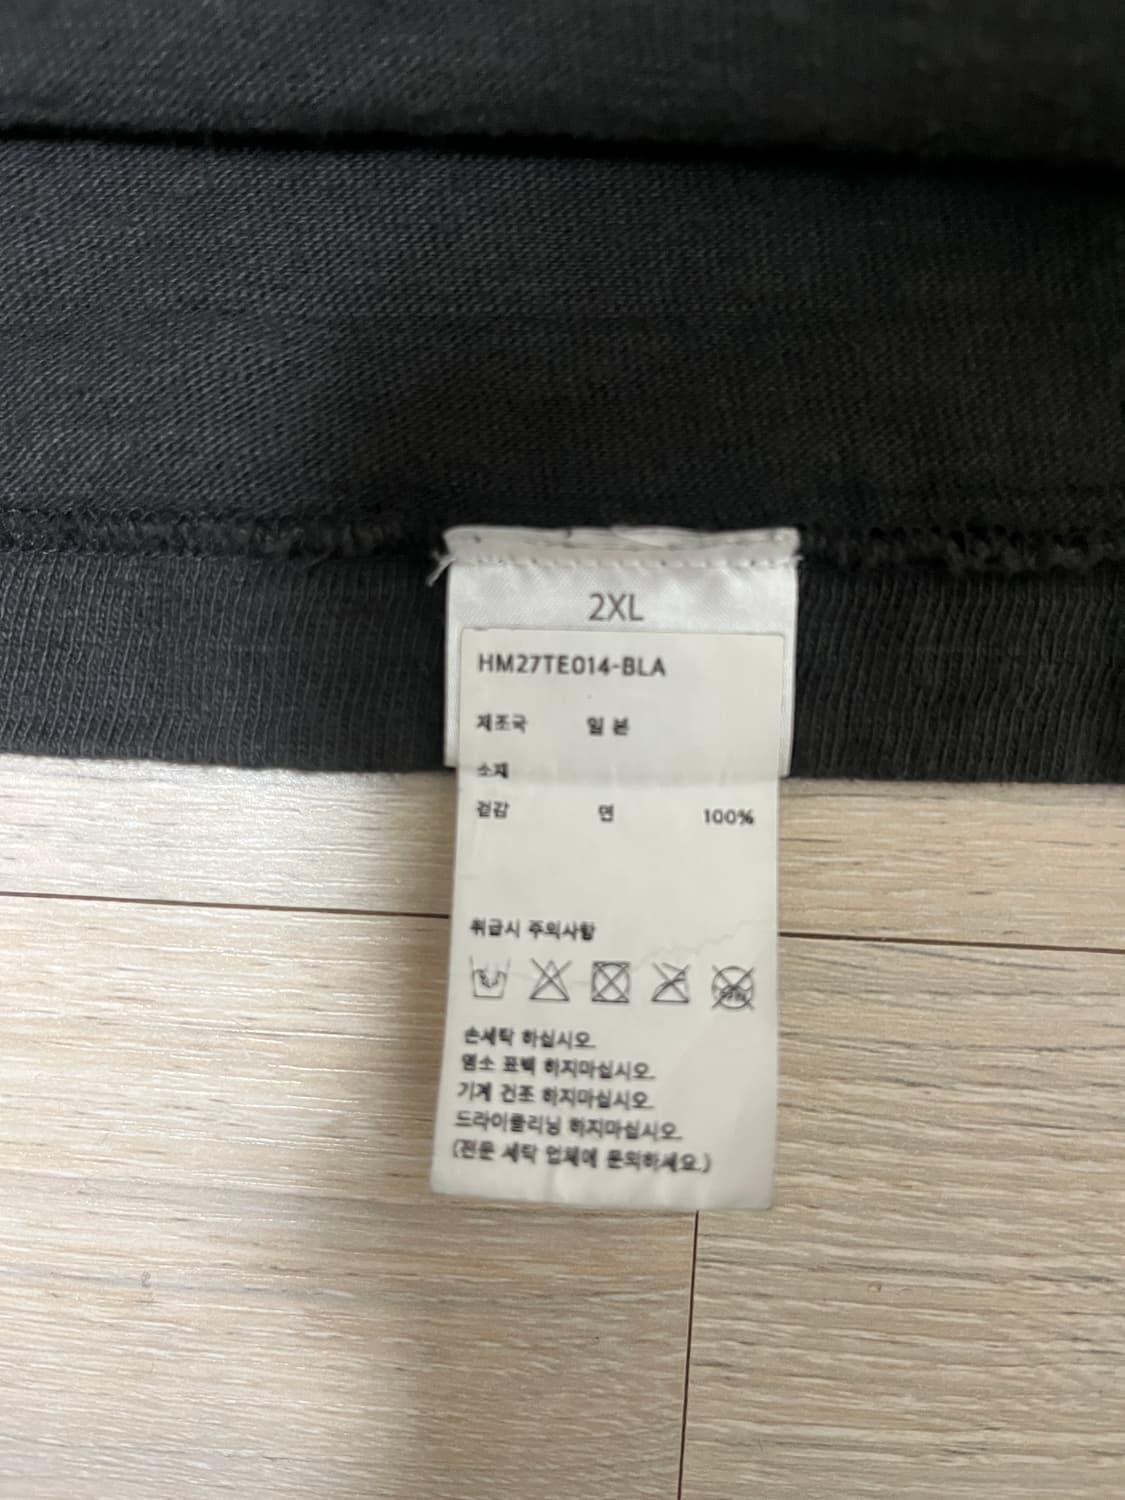 2XL
HM27TE014-BLA
제조국 일 본
소재
겉감 면 100%
취급시 주의사항
손세탁 하십시오.
염소 표백 하지마십시오.
기계 건조 하지마십시오.
드라이클리닝 하지마십시오.
(전문 세탁 업체에 문의하세요.)